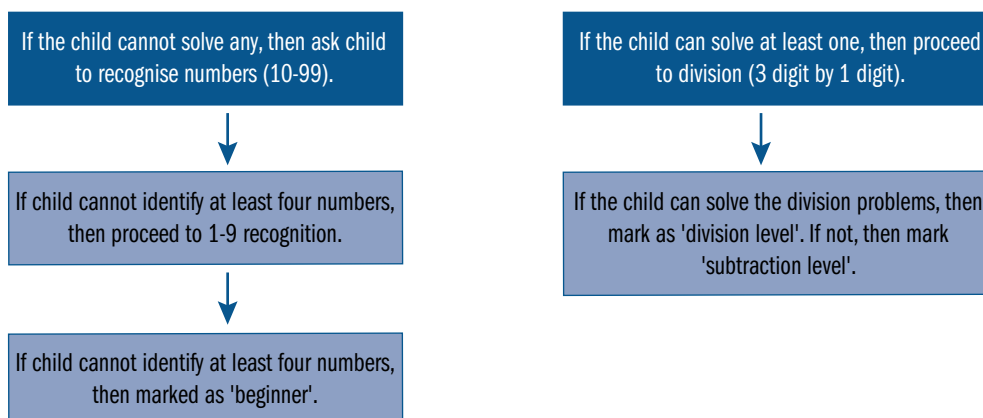 If the child cannot solve any, then ask child
to recognise numbers (10-99).
If child cannot identify at least four numbers,
then proceed to 1-9 recognition.
If child cannot identify at least four numbers,
then marked as 'beginner'.
If the child can solve at least one, then proceed
to division (3 digit by 1 digit).
If the child can solve the division problems, then
mark as 'division level'. If not, then mark
'subtraction level'.